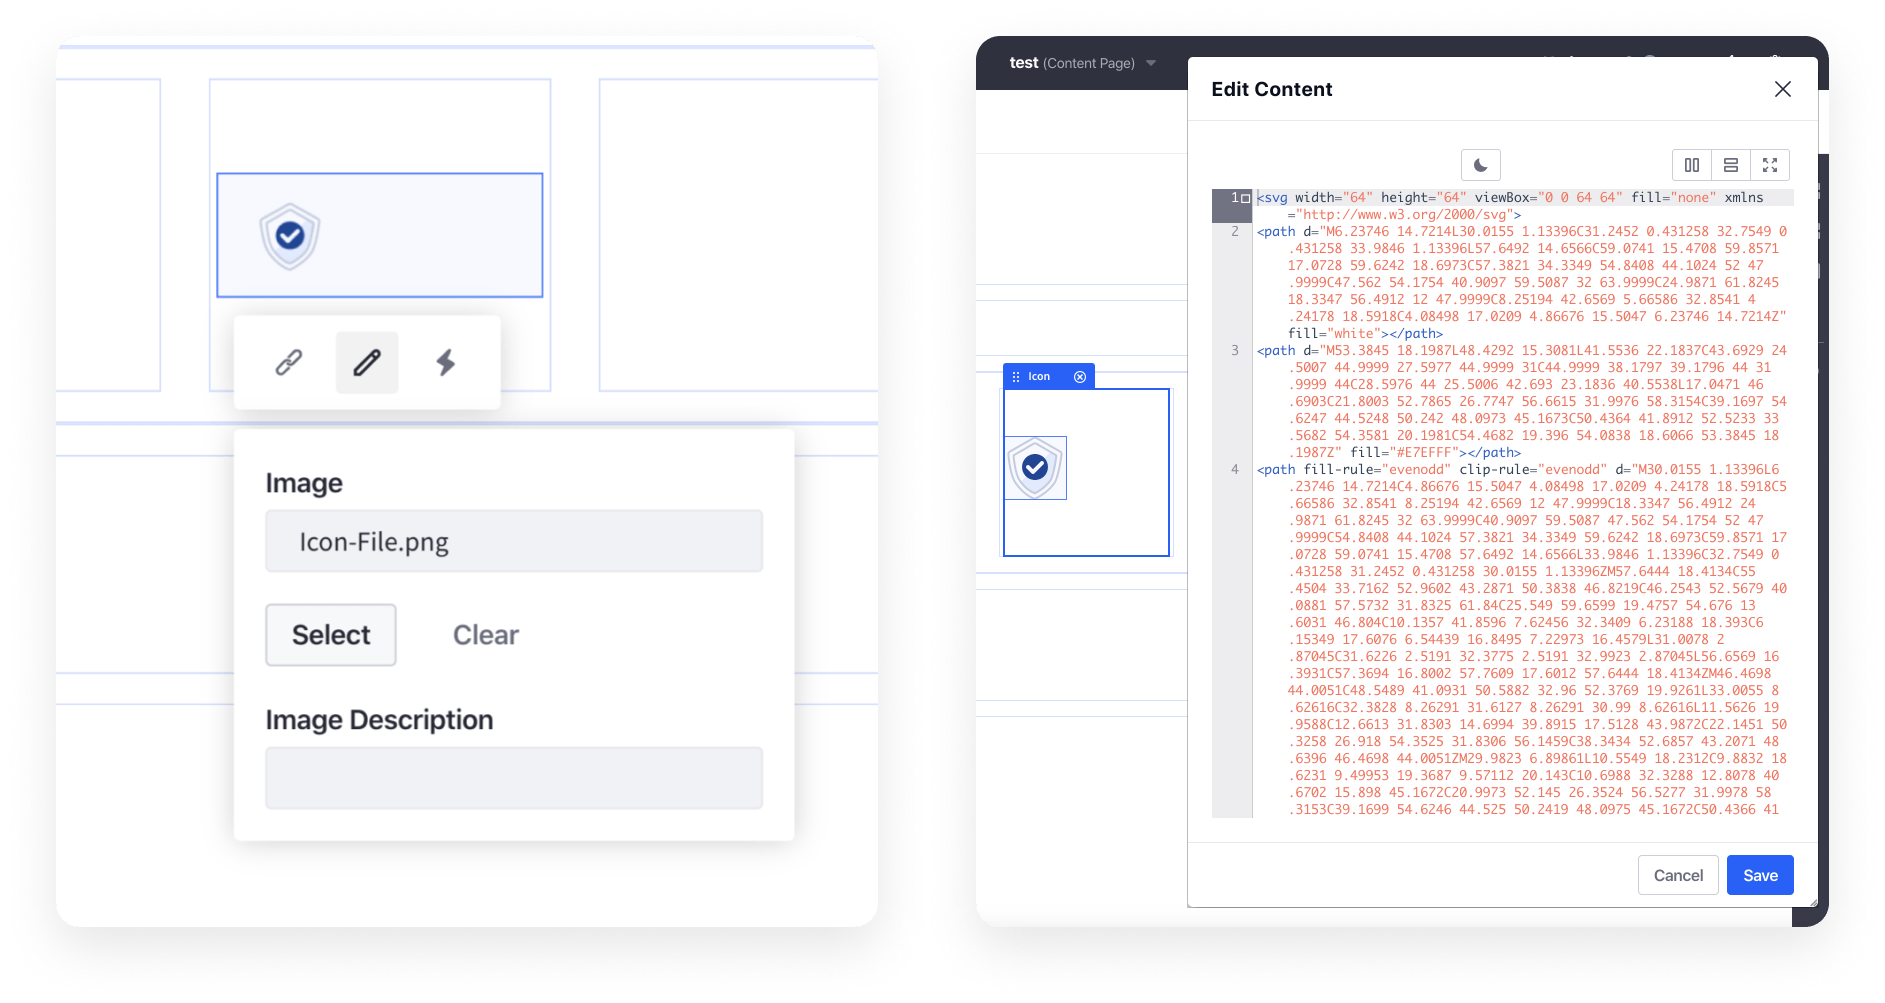 Image
Icon-File.png
Select
Clear
Image Description
test (Content Page)
Icon
Edit Content
1 <svg width="64" height="64" viewBox="0 0 64 64" fill="none" xmlns
="http://www.w3.org/2000/svg">
2 <path d="M6.23746 14.7214L30.0155 1.13396C31.2452 0.431258 32.7549 0
.431258 33.9846 1.13396L57.6492 14.6566C59.0741 15.4708 59.8571
17.0728 59.6242 18.6973C57.3821 34.3349 54.8408 44.1024 52 47
.9999C47.562 54.1754 40.9097 59.5087 32 63.9999C24.9871 61.8245
18.3347 56.4912 12 47.9999C8.25194 42.6569 5.66586 32.8541 4
.24178 18.5918C4.08498 17.0209 4.86676 15.5047 6.23746 14.7214Z"
fill="white"></path>
3 <path d="M53.3845 18.1987L48.4292 15.3081L41.5536 22.1837C43.6929 24
.5007 44.9999 27.5977 44.9999 31C44.9999 38.1797 39.1796 44 31
.9999 44C28.5976 44 25.5006 42.693 23.1836 40.5538L17.0471 46
.6903C21.8003 52.7865 26.7747 56.6615 31.9976 58.3154C39.1697 54
.6247 44.5248 50.242 48.0973 45.1673C50.4364 41.8912 52.5233 33
.5682 54.3581 20.1981C54.4682 19.396 54.0838 18.6066 53.3845 18
.1987Z" fill="#E7EFFF"></path>
4 <path fill-rule="evenodd" clip-rule="evenodd" d="M30.0155 1.13396L6
.23746 14.7214C4.86676 15.5047 4.08498 17.0209 4.24178 18.5918C5
.66586 32.8541 8.25194 42.6569 12 47.9999C18.3347 56.4912 24
.9871 61.8245 32 63.9999C40.9097 59.5087 47.562 54.1754 52 47
.9999C54.8408 44.1024 57.3821 34.3349 59.6242 18.6973C59.8571 17
.0728 59.0741 15.4708 57.6492 14.6566L33.9846 1.13396C32.7549 0
.431258 31.2452 0.431258 30.0155 1.13396ZM57.6444 18.4134C55
.4504 33.7162 52.9602 43.2871 50.3838 46.8219C46.2543 52.5679 40
.0881 57.5732 31.8325 61.84C25.549 59.6599 19.4757 54.676 13
.6031 46.804C10.1357 41.8596 7.62456 32.3409 6.23188 18.393C6
.15349 17.6076 6.54439 16.8495 7.22973 16.4579L31.0078 2
.87045C31.6226 2.5191 32.3775 2.5191 32.9923 2.87045L56.6569 16
.3931C57.3694 16.8002 57.7609 17.6012 57.6444 18.4134ZM46.4698
44.0051C48.5489 41.0931 50.5882 32.96 52.3769 19.9261L33.0055 8
.62616C32.3828 8.26291 31.6127 8.26291 30.99 8.62616L11.5626 19
.9588C12.6613 31.8303 14.6994 39.8915 17.5128 43.9872C22.1451 50
.3258 26.918 54.3525 31.8306 56.1459C38.3434 52.6857 43.2071 48
.6396 46.4698 44.0051ZM29.9823 6.89861L10.5549 18.2312C9.8832 18
.6231 9.49953 19.3687 9.57112 20.143C10.6988 32.3288 12.8078 40
.6702 15.898 45.1672C20.9973 52.145 26.3524 56.5277 31.9978 58
.3153C39.1699 54.6246 44.525 50.2419 48.0975 45.1672C50.4366 41
Cancel
Save